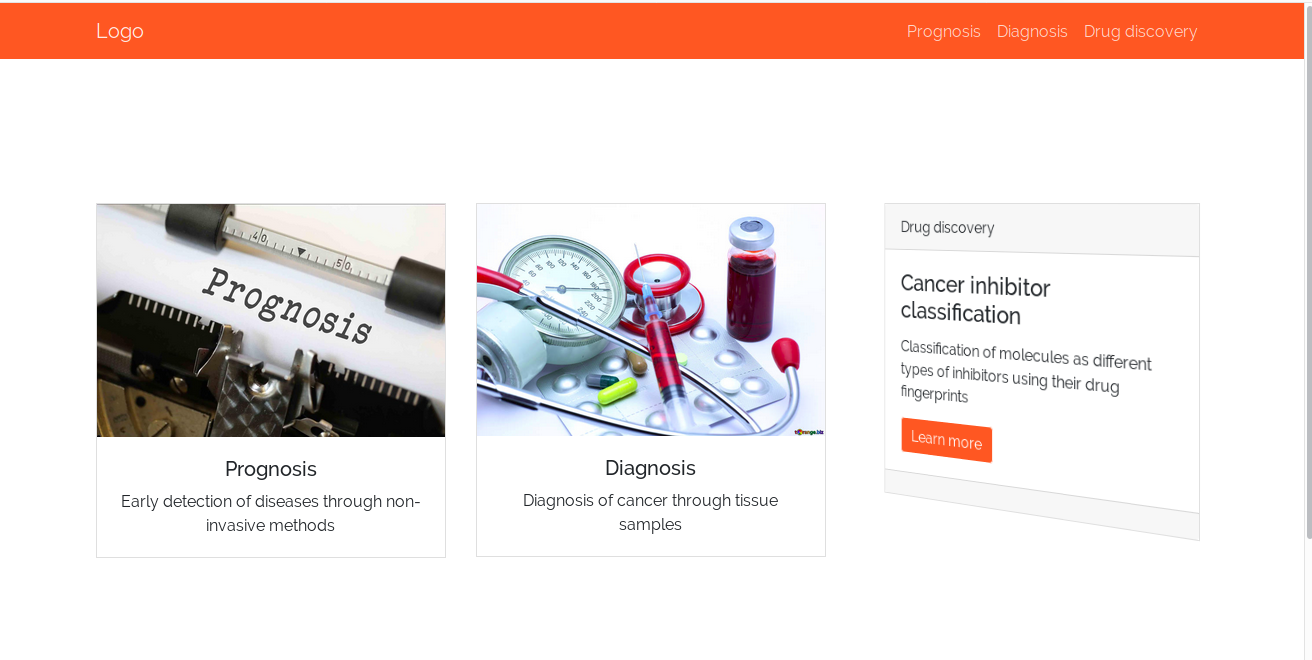 Logo
Prognosis Diagnosis Drug discovery
40
50
Prognosis
Prognosis
Early detection of diseases through non-
invasive methods
Diagnosis
Diagnosis of cancer through tissue
samples
Drug discovery
Cancer inhibitor
classification
Classification of molecules as different
types of inhibitors using their drug
fingerprints
Learn more